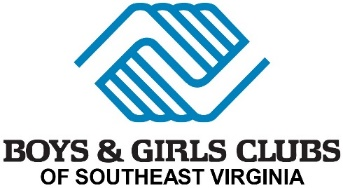 BOYS & GIRLS CLUBS
OF SOUTHEAST VIRGINIA